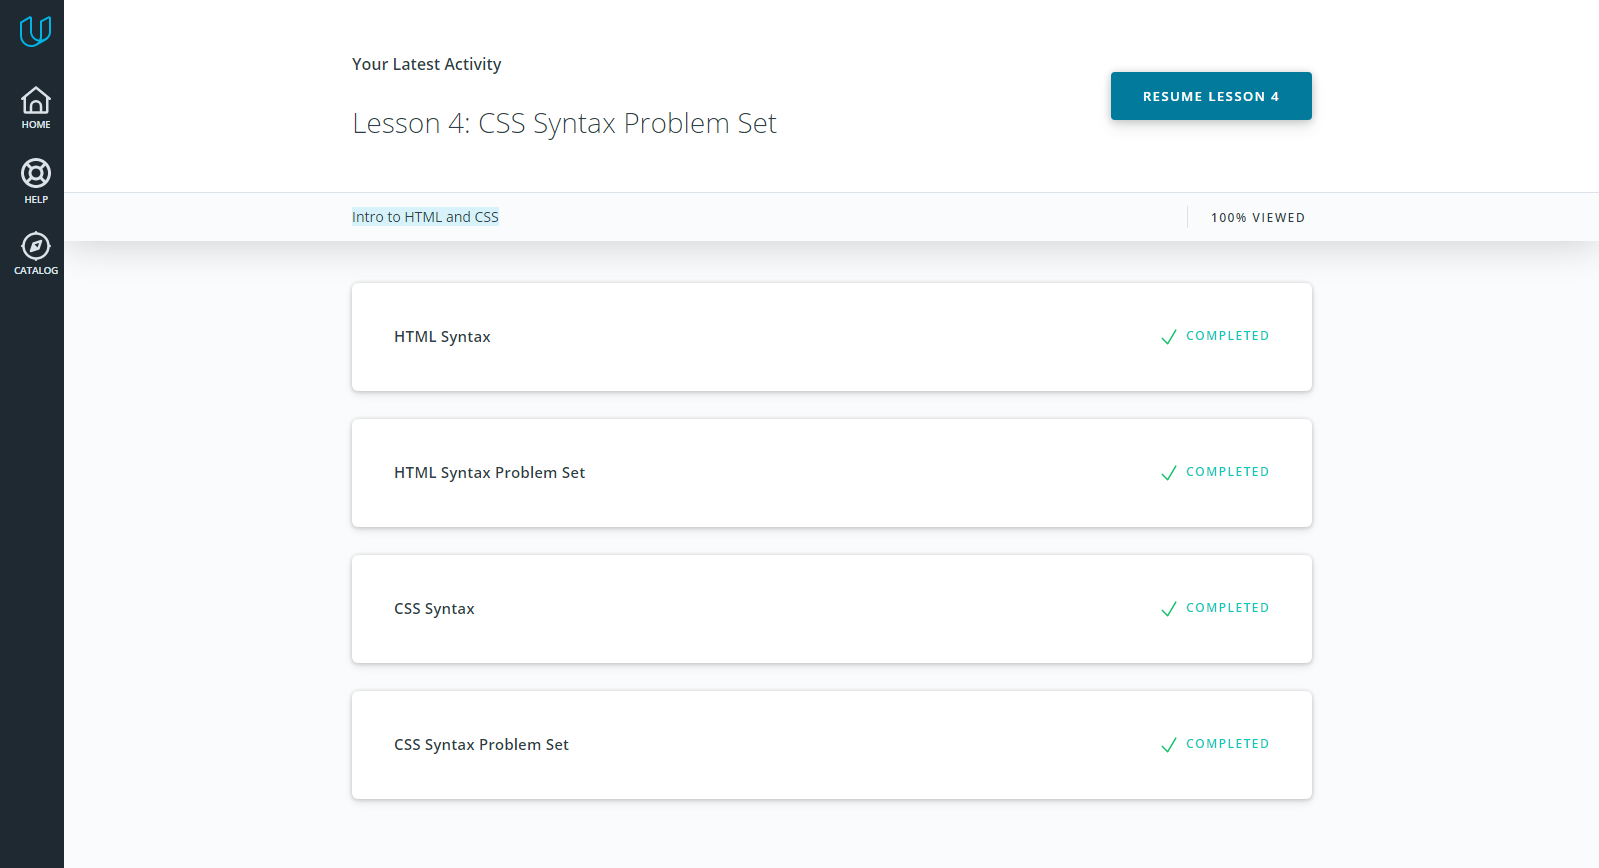 HOME
HELP
CATALOG
Your Latest Activity
Lesson 4: CSS Syntax Problem Set
RESUME LESSON 4
Intro to HTML and CSS
100% VIEWED
HTML Syntax
COMPLETED
HTML Syntax Problem Set
COMPLETED
CSS Syntax
COMPLETED
CSS Syntax Problem Set
COMPLETED